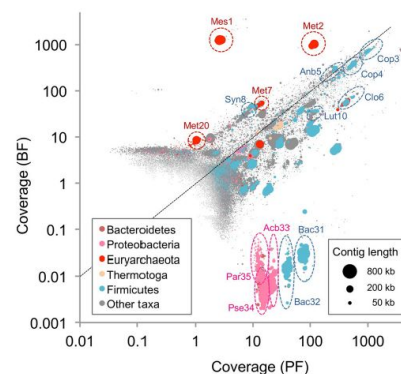 Mes1
Met2
Cop3
Anb5
Cop4
Met7
Syn8
Clo6
Lut10
Met20
Acb33
Bac31
Par35
Pse34
Bac32
Bacteroidetes
Proteobacteria
Euryarchaeota
Thermotoga
Firmicutes
Other taxa
Contig length
800 kb
200 kb
50 kb
Coverage (BF)
1000
100
10
1
0.1
0.01
0.001
0.01 0.1 1 10 100 1000
Coverage (PF)